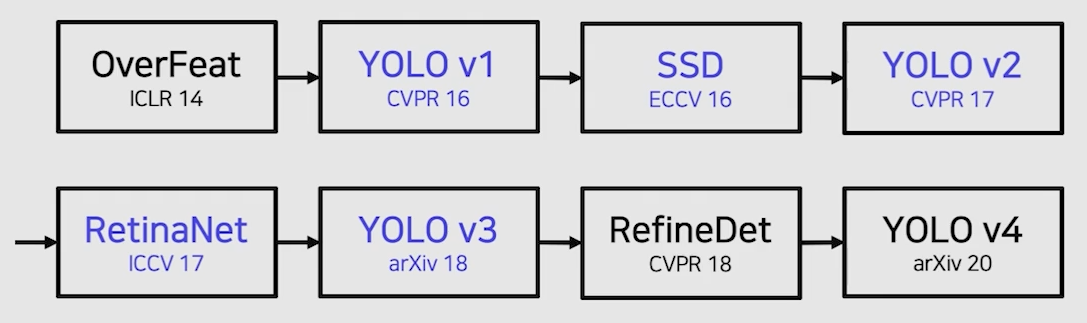 OverFeat
ICLR 14
YOLO v1
CVPR 16
SSD
ECCV 16
YOLO v2
CVPR 17
RetinaNet
ICCV 17
YOLO v3
arXiv 18
RefineDet
CVPR 18
YOLO v4
arXiv 20